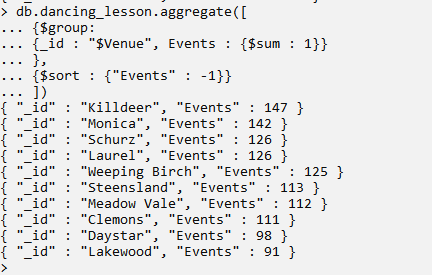 > db.dancing_lesson.aggregate([
... {$group:
... {_id : "$Venue", Events : {$sum : 1}}
... },
... {$sort : {"Events" : -1}}
... ])
{ "_id" : "Killdeer", "Events" : 147 }
{ "_id" : "Monica", "Events" : 142 }
{ "_id" : "Schurz", "Events" : 126 }
{ "_id" : "Laurel", "Events" : 126 }
{ "_id" : "Weeping Birch", "Events" : 125 }
{ "_id" : "Steensland", "Events" : 113 }
{ "_id" : "Meadow Vale", "Events" : 112 }
{ "_id" : "Clemons", "Events" : 111 }
{ "_id" : "Daystar", "Events" : 98 }
{ "_id" : "Lakewood", "Events" : 91 }
>